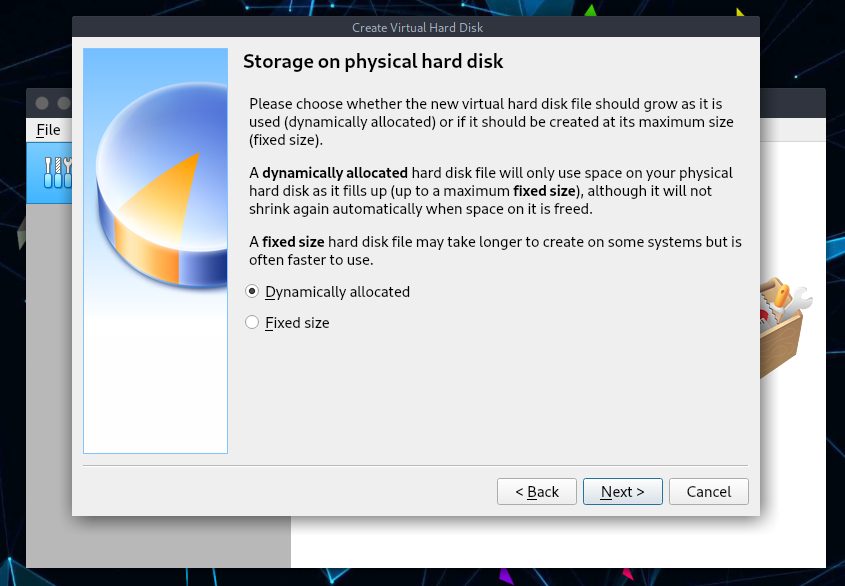 Create Virtual Hard Disk
Storage on physical hard disk
Please choose whether the new virtual hard disk file should grow as it is
used (dynamically allocated) or if it should be created at its maximum size
(fixed size).
A dynamically allocated hard disk file will only use space on your physical
hard disk as it fills up (up to a maximum fixed size), although it will not
shrink again automatically when space on it is freed.
A fixed size hard disk file may take longer to create on some systems but is
often faster to use.
Dynamically allocated
Fixed size
< Back
Next >
Cancel
File